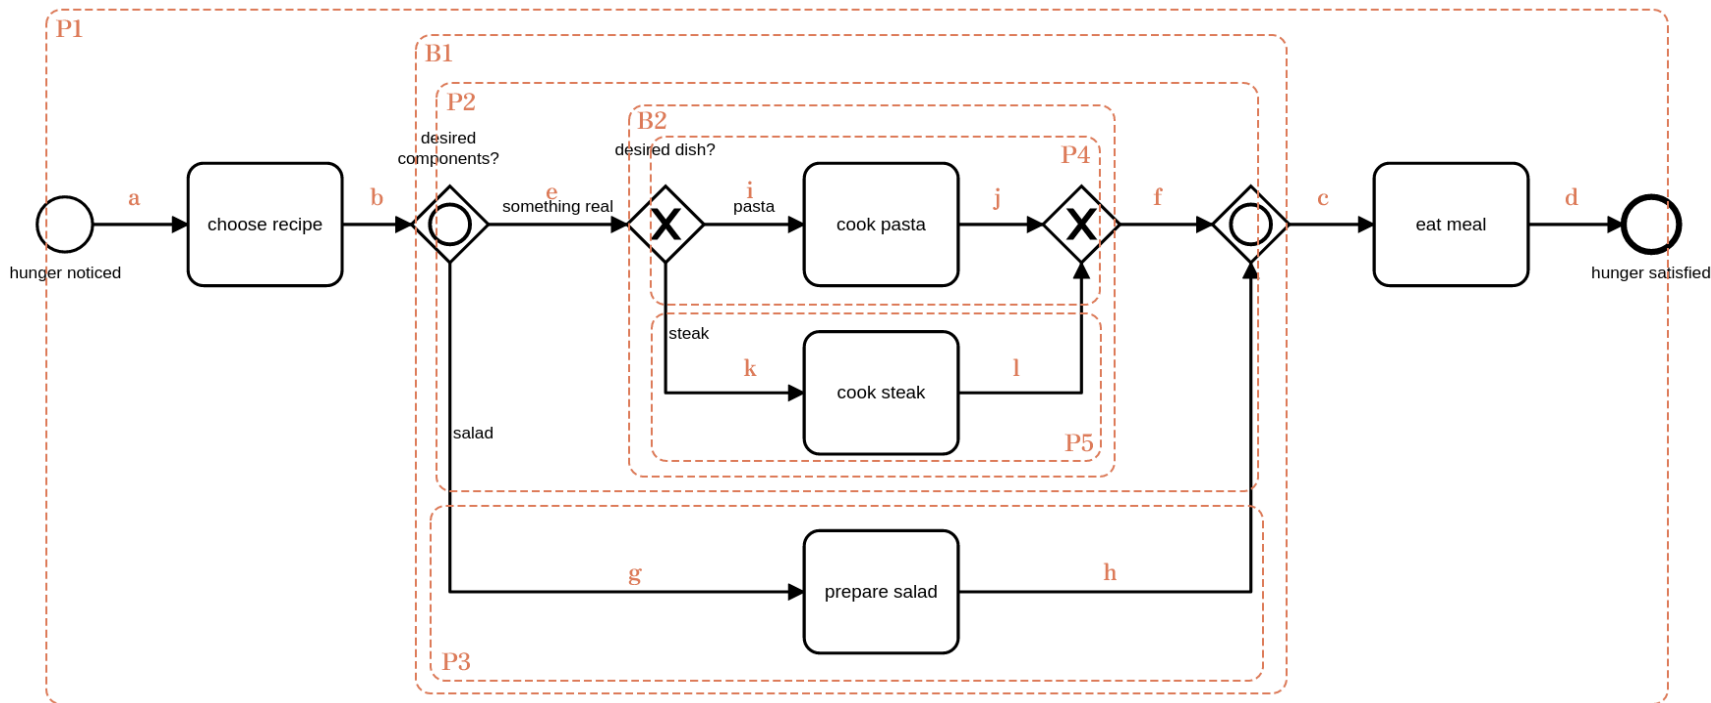 P1
B1
P2
B2
desired
components?
desired dish?
P4
a
b
e
something real
i
pasta
j
f
c
d
choose recipe
X
cook pasta
X
eat meal
hunger noticed
hunger satisfied
steak
k
l
cook steak
salad
P5
g
h
prepare salad
P3